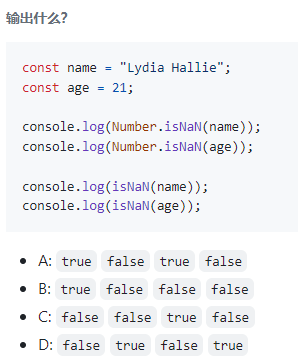 输出什么?
const name = "Lydia Hallie";
const age = 21;
console.log(Number.isNaN(name));
console.log(Number.isNaN(age));
console.log(isNaN(name));
console.log(isNaN(age));
• A: true false true false
• B: true false false false
• C: false false true false
• D: false true false true